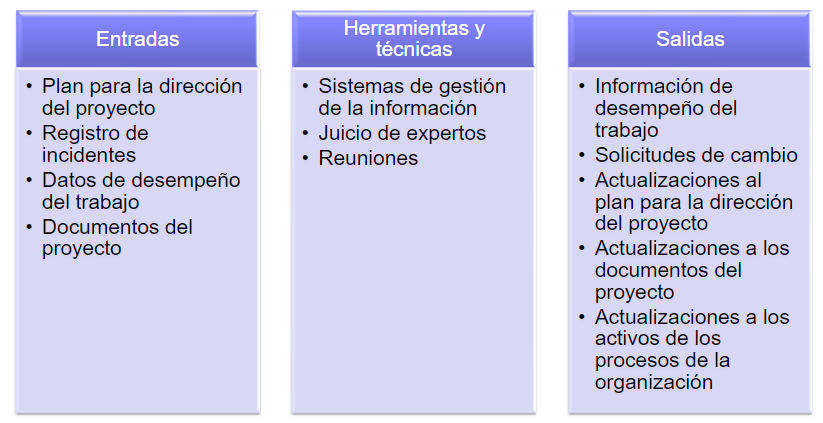 Entradas
• Plan para la dirección
del proyecto
• Registro de
incidentes
• Datos de desempeño
del trabajo
• Documentos del
proyecto
Herramientas y
técnicas
• Sistemas de gestión
de la información
• Juicio de expertos
• Reuniones
Salidas
• Información de
desempeño del
trabajo
• Solicitudes de cambio
• Actualizaciones al
plan para la dirección
del proyecto
• Actualizaciones a los
documentos del
proyecto
• Actualizaciones a los
activos de los
procesos de la
organización